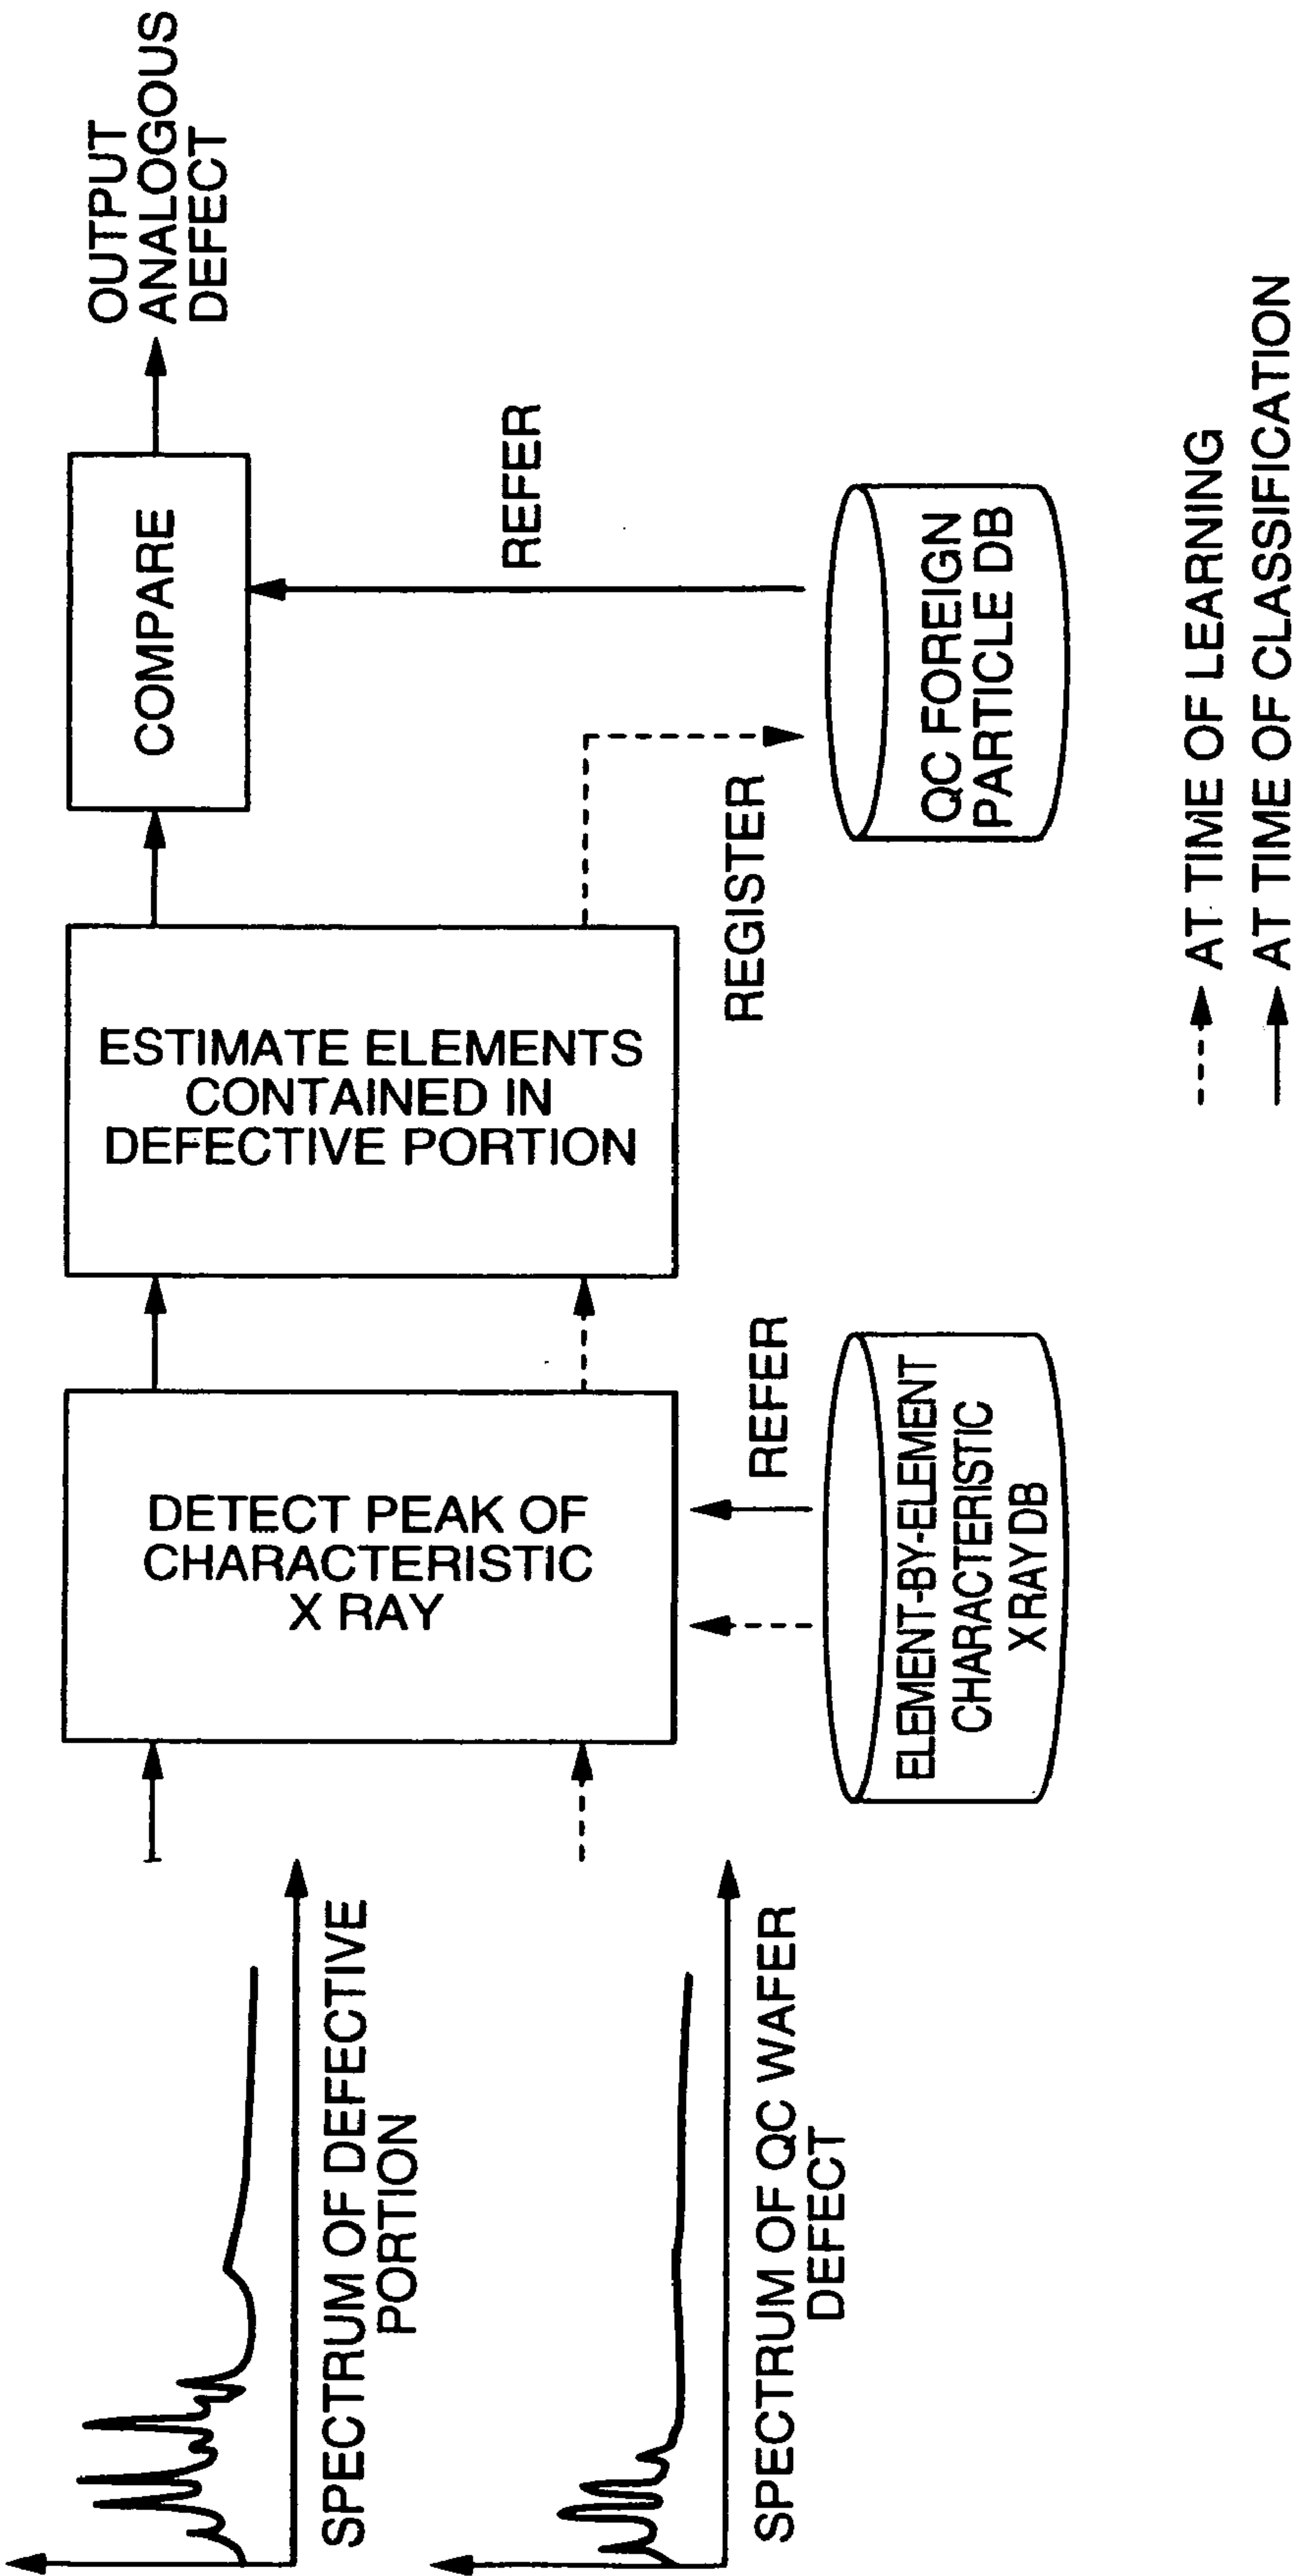 SPECTRUM OF DEFECTIVE
PORTION
SPECTRUM OF QC WAFER
DEFECT
DETECT PEAK OF
CHARACTERISTIC
X RAY
REFER
ELEMENT-BY-ELEMENT
CHARACTERISTIC
X RAY DB
ESTIMATE ELEMENTS
CONTAINED IN
DEFECTIVE PORTION
REGISTER
COMPARE
REFER
QC FOREIGN
PARTICLE DB
OUTPUT
ANALOGOUS
DEFECT
AT TIME OF LEARNING
AT TIME OF CLASSIFICATION